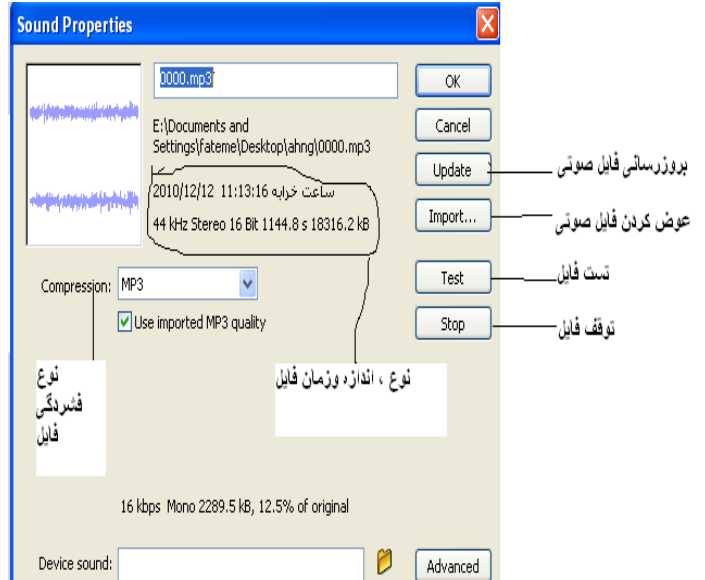 Sound Properties
0000.mp3
OK
E:\Documents and
Settings\fateme\Desktop\ahng\0000.mp3
Cancel
Update
بروزرسانی فایل صوتی
2010/12/12 11:13:16 ساعت خرابه
44 kHz Stereo 16 Bit 1144.8 s 18316.2 kB
Import...
عوض کردن فایل صوتی
Compression:
MP3
Test
تست فایل
Use imported MP3 quality
Stop
توقف فایل
نوع
فشردگی
فایل
نوع ، اندازه وزمان فایل
16 kbps Mono 2289.5 kB, 12.5% of original
Device sound:
Advanced